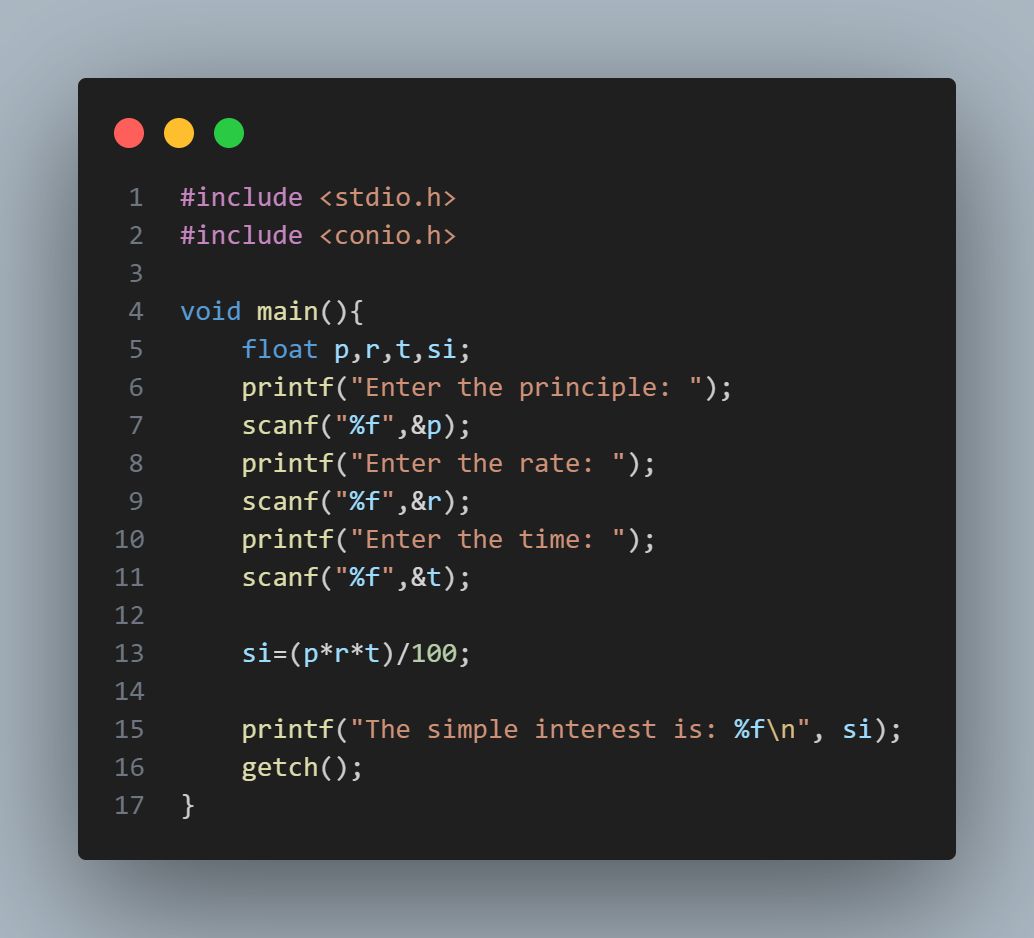 1 #include <stdio.h>
2 #include <conio.h>
3
4 void main(){
5     float p,r,t,si;
6     printf("Enter the principle: ");
7     scanf("%f",&p);
8     printf("Enter the rate: ");
9     scanf("%f",&r);
10     printf("Enter the time: ");
11     scanf("%f",&t);
12
13     si=(p*r*t)/100;
14
15     printf("The simple interest is: %f\n", si);
16     getch();
17 }